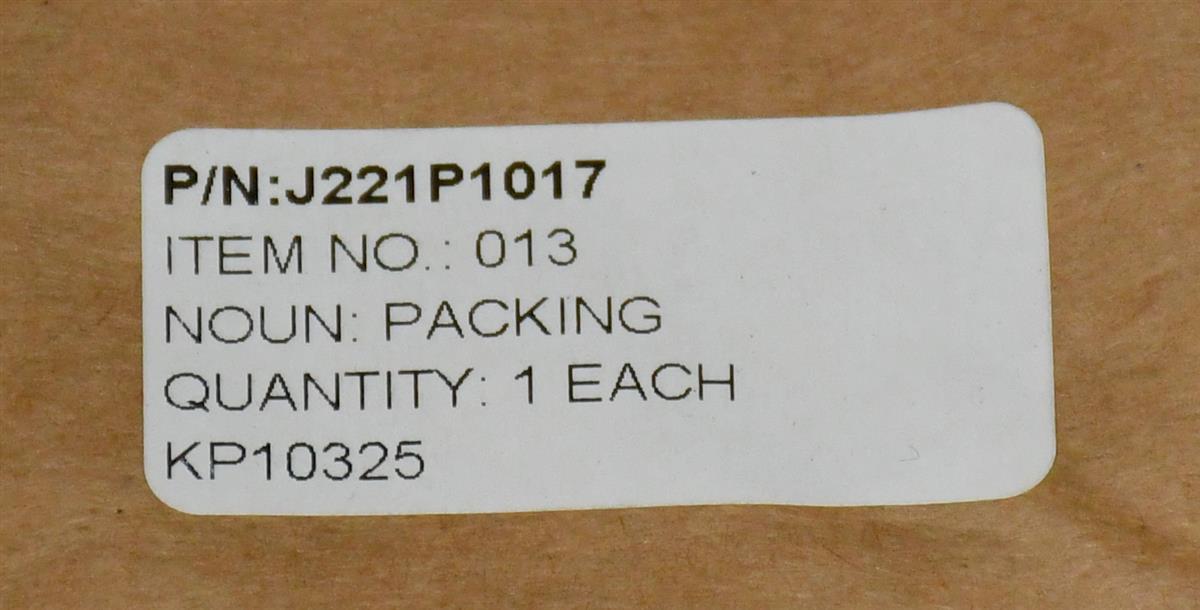 P/N:J221P1017
ITEM NO.: 013
NOUN: PACKING
QUANTITY: 1 EACH
KP10325